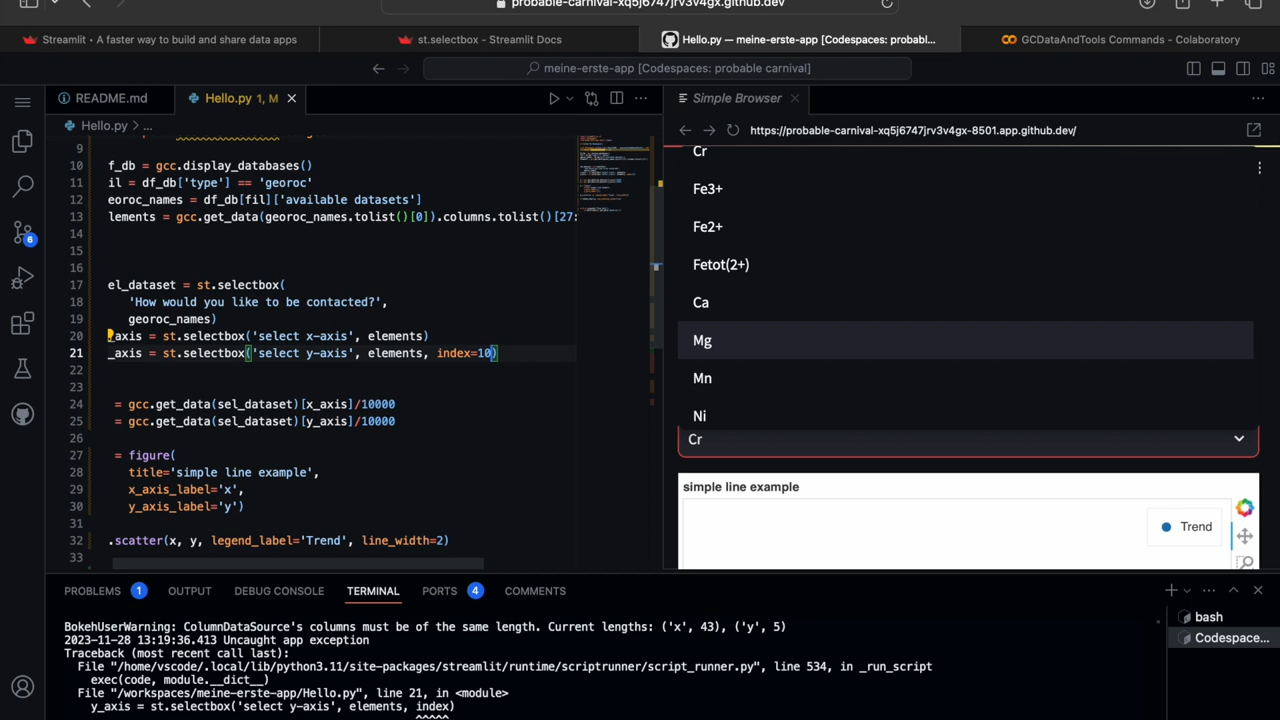 probable-carnival-xq5j6747jrv3v4gx.github.dev
Streamlit • A faster way to build and share data apps
st.selectbox - Streamlit Docs
Hello.py — meine-erste-app [Codespaces: probabl...
GCDataAndTools Commands - Colaboratory
meine-erste-app [Codespaces: probable carnival]
README.md
Hello.py 1, M
Simple Browser
Hello.py > ...
https://probable-carnival-xq5j6747jrv3v4gx-8501.app.github.dev/
9
10 f_db = gcc.display_databases()
11 il = df_db['type'] == 'georoc'
12 eoroc_names = df_db[fil]['available datasets']
13 lements = gcc.get_data(georoc_names.tolist()[0]).columns.tolist()[27:
14
15
16
17 el_dataset = st.selectbox(
18 'How would you like to be contacted?',
19 georoc_names)
20 _axis = st.selectbox('select x-axis', elements)
21 _axis = st.selectbox('select y-axis', elements, index=10)
22
23
24 = gcc.get_data(sel_dataset)[x_axis]/10000
25 = gcc.get_data(sel_dataset)[y_axis]/10000
26
27 = figure(
28 title='simple line example',
29 x_axis_label='x',
30 y_axis_label='y')
31
32 .scatter(x, y, legend_label='Trend', line_width=2)
33
Cr
Fe3+
Fe2+
Fetot(2+)
Ca
Mg
Mn
Ni
Cr
simple line example
Trend
6
PROBLEMS 1 OUTPUT DEBUG CONSOLE TERMINAL PORTS 4 COMMENTS
BokehUserWarning: ColumnDataSource's columns must be of the same length. Current lengths: ('x', 43), ('y', 5)
2023-11-28 13:19:36.413 Uncaught app exception
Traceback (most recent call last):
File "/home/vscode/.local/lib/python3.11/site-packages/streamlit/runtime/scriptrunner/script_runner.py", line 534, in _run_script
exec(code, module.__dict__)
File "/workspaces/meine-erste-app/Hello.py", line 21, in <module>
y_axis = st.selectbox('select y-axis', elements, index)
^^^^^
bash
Codespace...